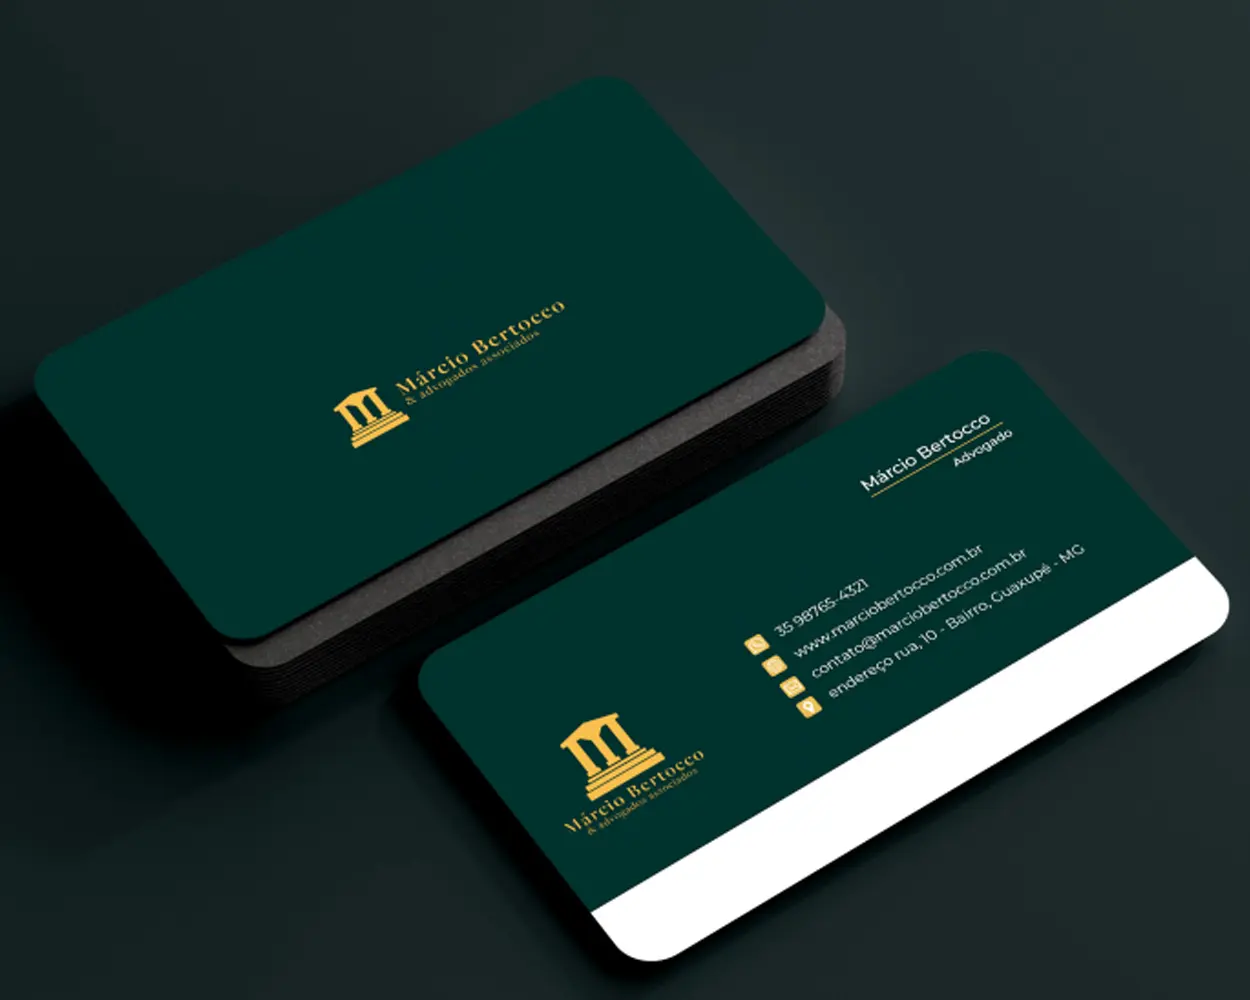 Márcio Bertocco
& advogados associados
Márcio Bertocco
Advogado
35 98765-4321
www.marciobertocco.com.br
contato@marciobertocco.com.br
endereço rua, 10 - Bairro, Guaxupé - MG
Márcio Bertocco
& advogados associados